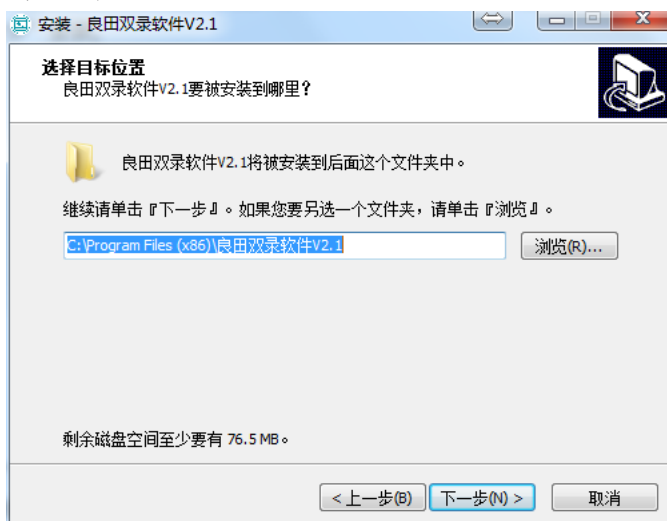 安装 - 良田双录软件V2.1
选择目标位置
良田双录软件V2.1要被安装到哪里?
良田双录软件V2.1将被安装到后面这个文件夹中。
继续请单击『下一步』。如果您要另选一个文件夹，请单击『浏览』。
C:\Program Files (x86)\良田双录软件V2.1
浏览(R)...
剩余磁盘空间至少要有 76.5 MB。
< 上一步(B) 下一步(N) > 取消